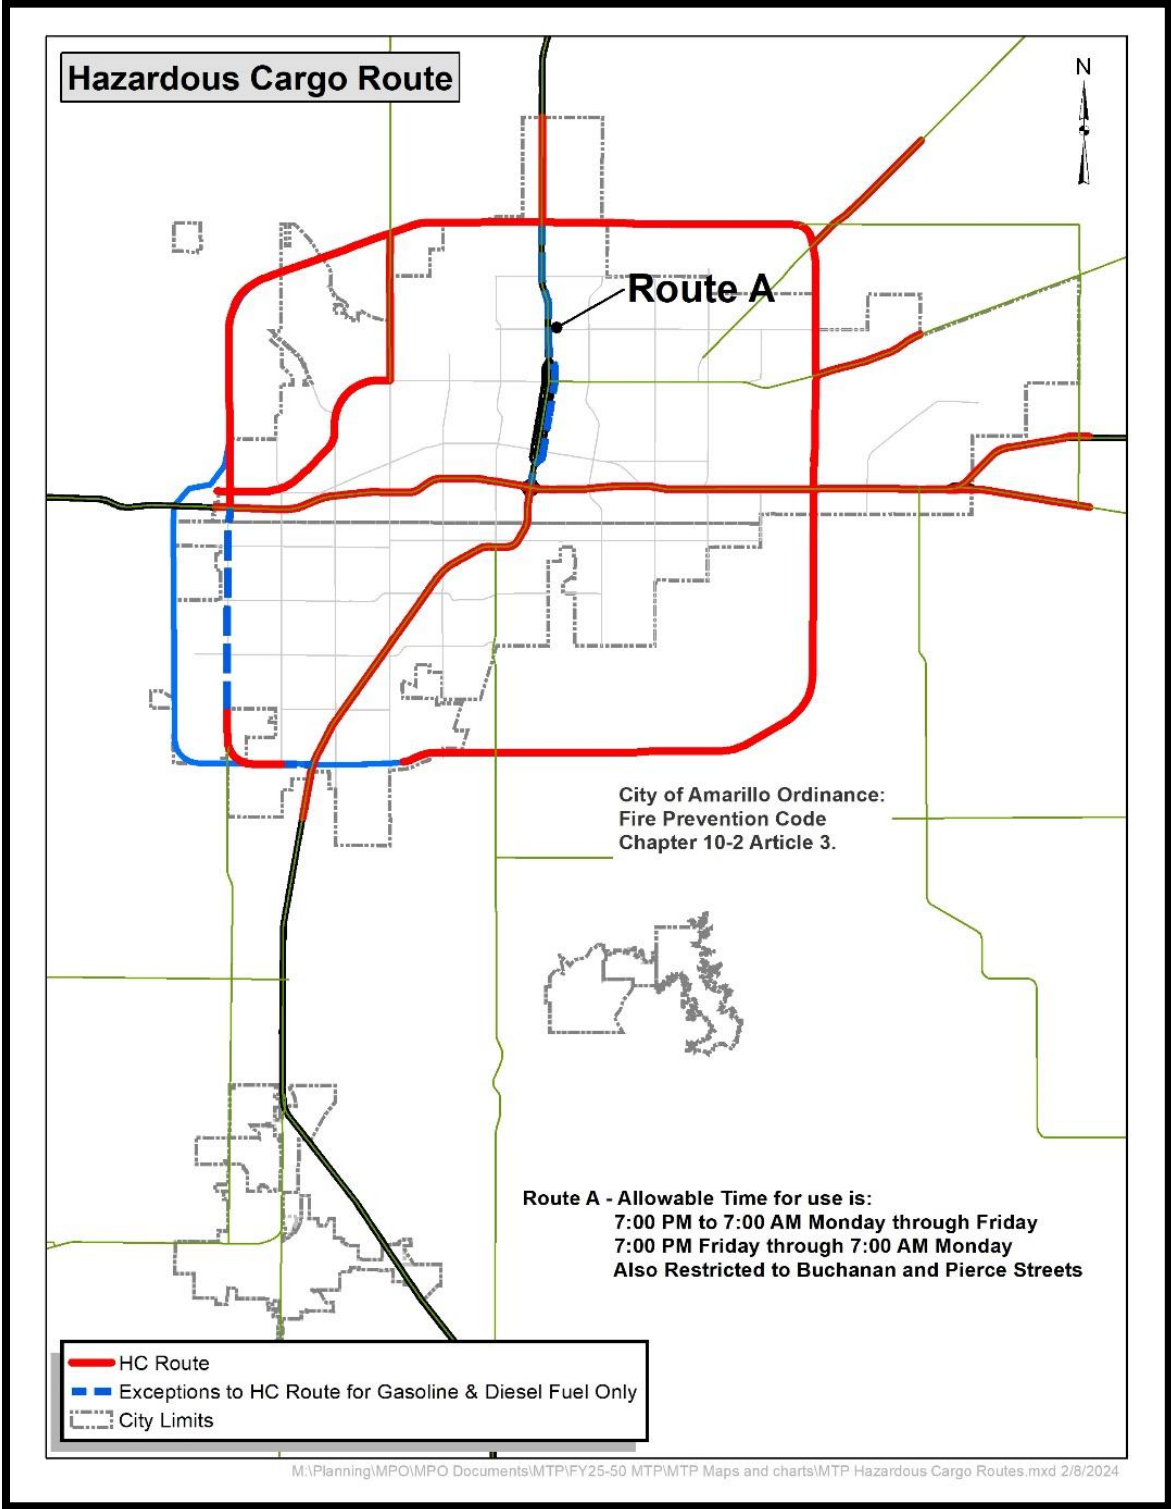 Hazardous Cargo Route
N
Route A
City of Amarillo Ordinance:
Fire Prevention Code
Chapter 10-2 Article 3.
Route A - Allowable Time for use is:
7:00 PM to 7:00 AM Monday through Friday
7:00 PM Friday through 7:00 AM Monday
Also Restricted to Buchanan and Pierce Streets
HC Route
Exceptions to HC Route for Gasoline & Diesel Fuel Only
City Limits
M:\Planning\MPO\MPO Documents\MTP\FY25-50 MTP\MTP Maps and charts\MTP Hazardous Cargo Routes.mxd 2/8/2024